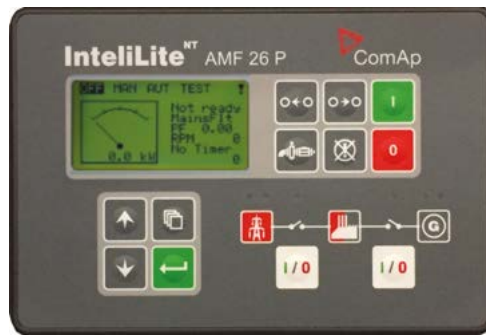 InteliLite NT AMF 26 P
ComAp
OFF MAN AUT TEST !
Not ready
MainsFlt
PF 0.00
RPM 0
No Timer
0
0.0 kW
I
0
G
I/0 I/0